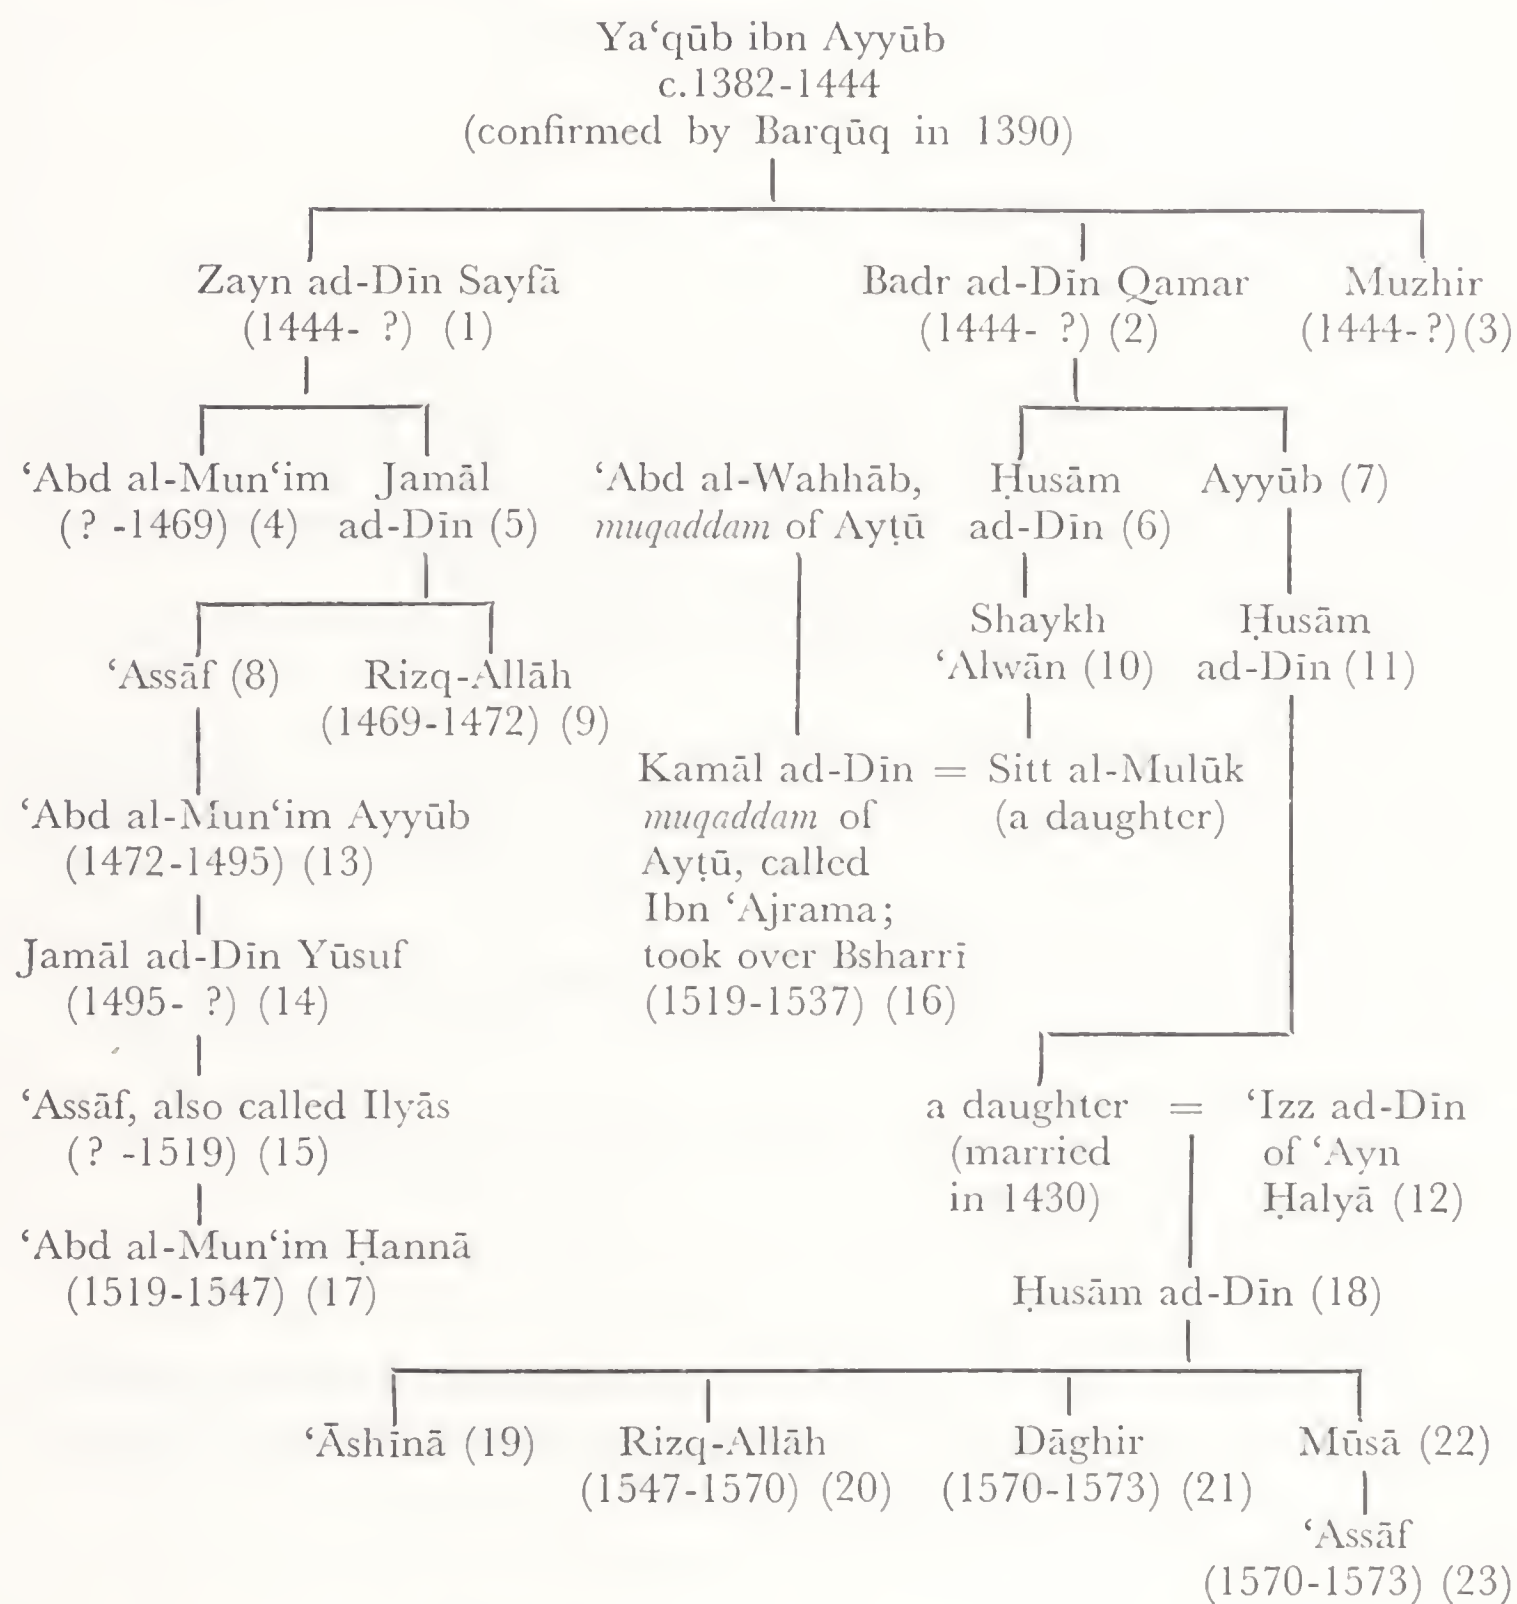 Ya‘qūb ibn Ayyūb
c.1382-1444
(confirmed by Barqūq in 1390)
Zayn ad-Dīn Sayfā
(1444- ?) (1)
Badr ad-Dīn Qamar
(1444- ?) (2)
Muzhir
(1444-?)(3)
‘Abd al-Mun‘im
(? -1469) (4)
Jamāl
ad-Dīn (5)
‘Abd al-Wahhāb,
muqaddam of Ayṭū
Ḥusām
ad-Dīn (6)
Ayyūb (7)
‘Assāf (8)
Rizq-Allāh
(1469-1472) (9)
Shaykh
‘Alwān (10)
Ḥusām
ad-Dīn (11)
Kamāl ad-Dīn = Sitt al-Mulūk
muqaddam of
Ayṭū, called
Ibn ‘Ajrama;
took over Bsharrī
(1519-1537) (16)
(a daughter)
‘Abd al-Mun‘im Ayyūb
(1472-1495) (13)
Jamāl ad-Dīn Yūsuf
(1495- ?) (14)
‘Assāf, also called Ilyās
(? -1519) (15)
‘Abd al-Mun‘im Ḥannā
(1519-1547) (17)
a daughter = ‘Izz ad-Dīn
(married
in 1430)
of ‘Ayn
Ḥalyā (12)
Ḥusām ad-Dīn (18)
‘Āshīnā (19)
Rizq-Allāh
(1547-1570) (20)
Dāghir
(1570-1573) (21)
Mūsā (22)
‘Assāf
(1570-1573) (23)